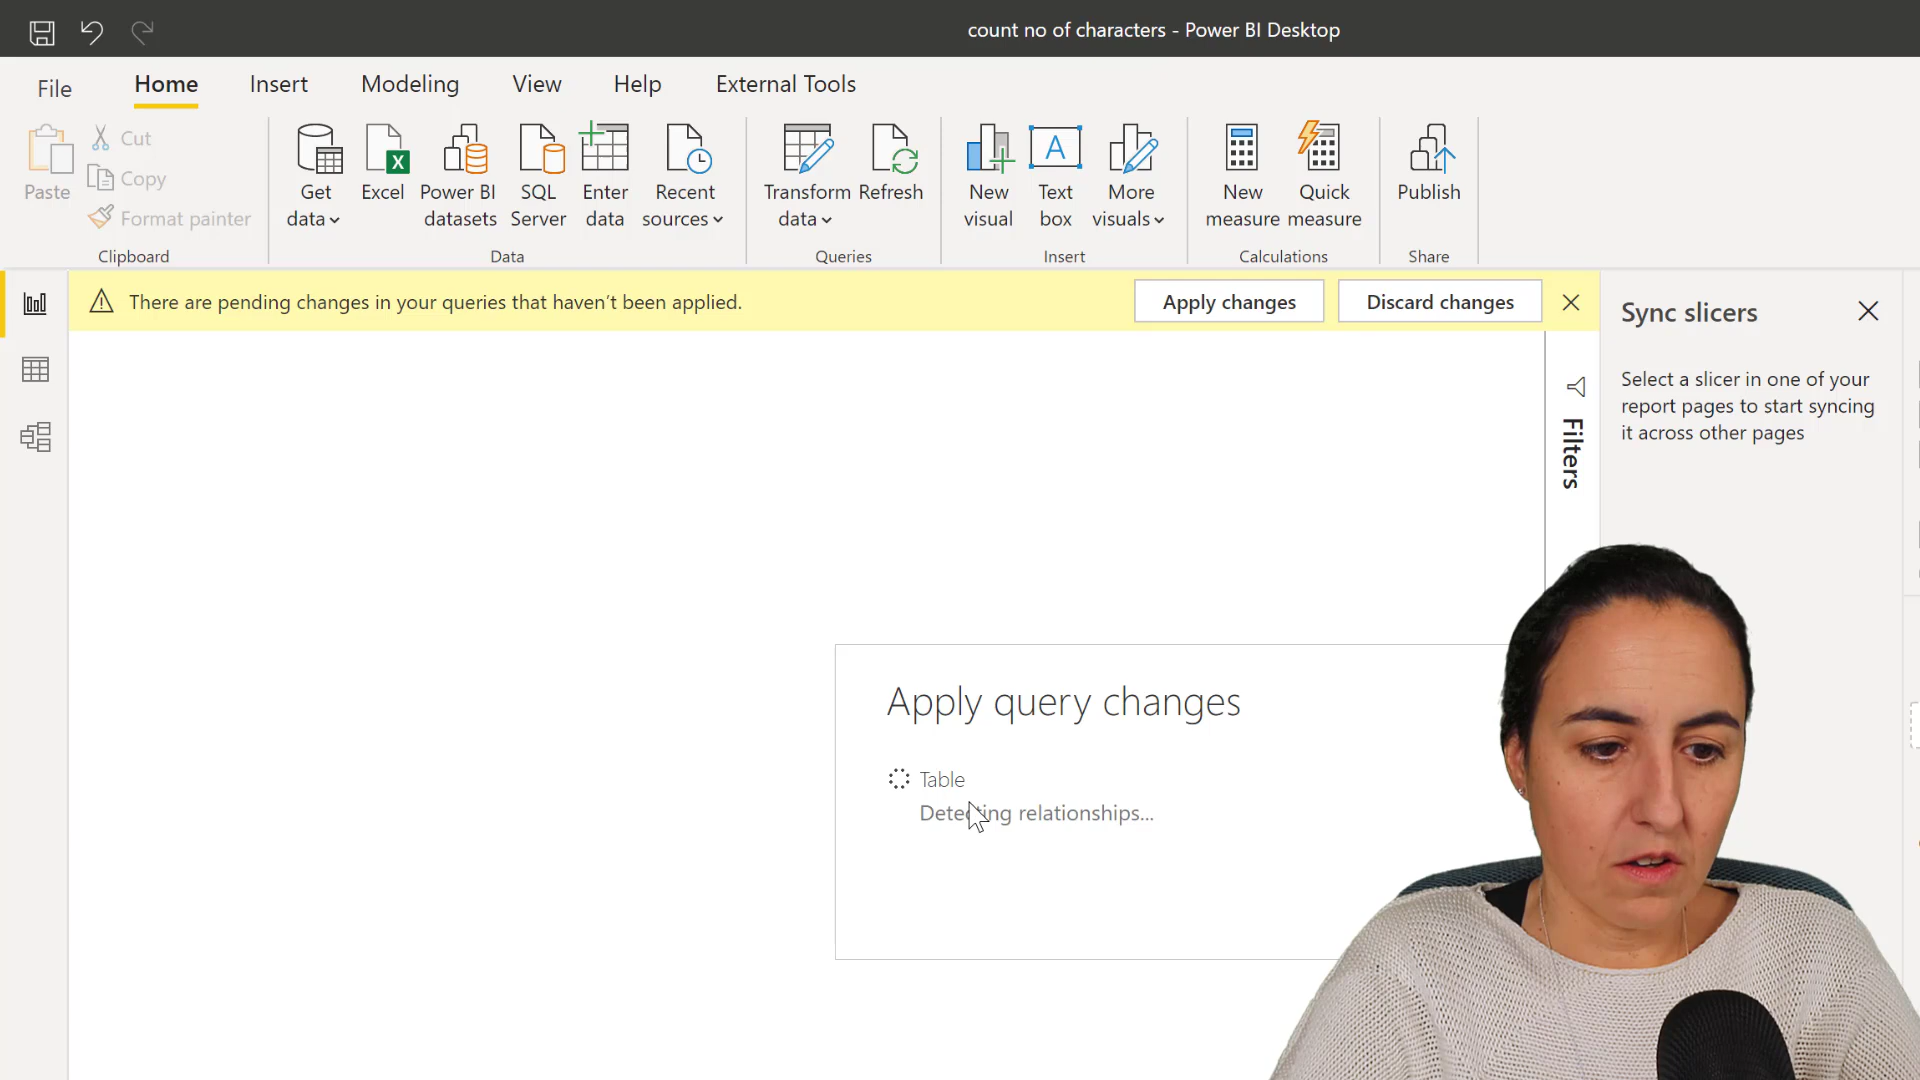 count no of characters - Power BI Desktop
File Home Insert Modeling View Help External Tools
Paste
Cut
Copy
Format painter
Clipboard
Get data
Excel
Power BI datasets
SQL Server
Enter data
Recent sources
Data
Transform data
Refresh
Queries
New visual
Text box
More visuals
Insert
New measure
Quick measure
Calculations
Publish
Share
There are pending changes in your queries that haven't been applied.
Apply changes
Discard changes
Filters
Sync slicers
Select a slicer in one of your
report pages to start syncing
it across other pages
Apply query changes
Table
Detecting relationships...